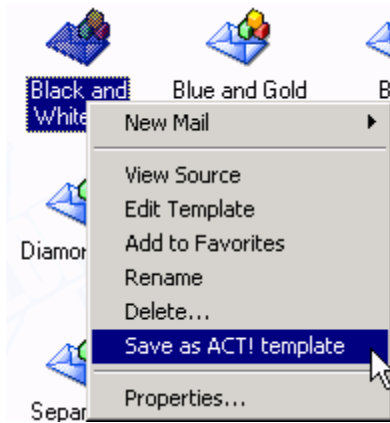 Black and
White
Blue and Gold
B
New Mail
View Source
Edit Template
Add to Favorites
Rename
Delete...
Save as ACT! template
Properties...
Diamon
Separ